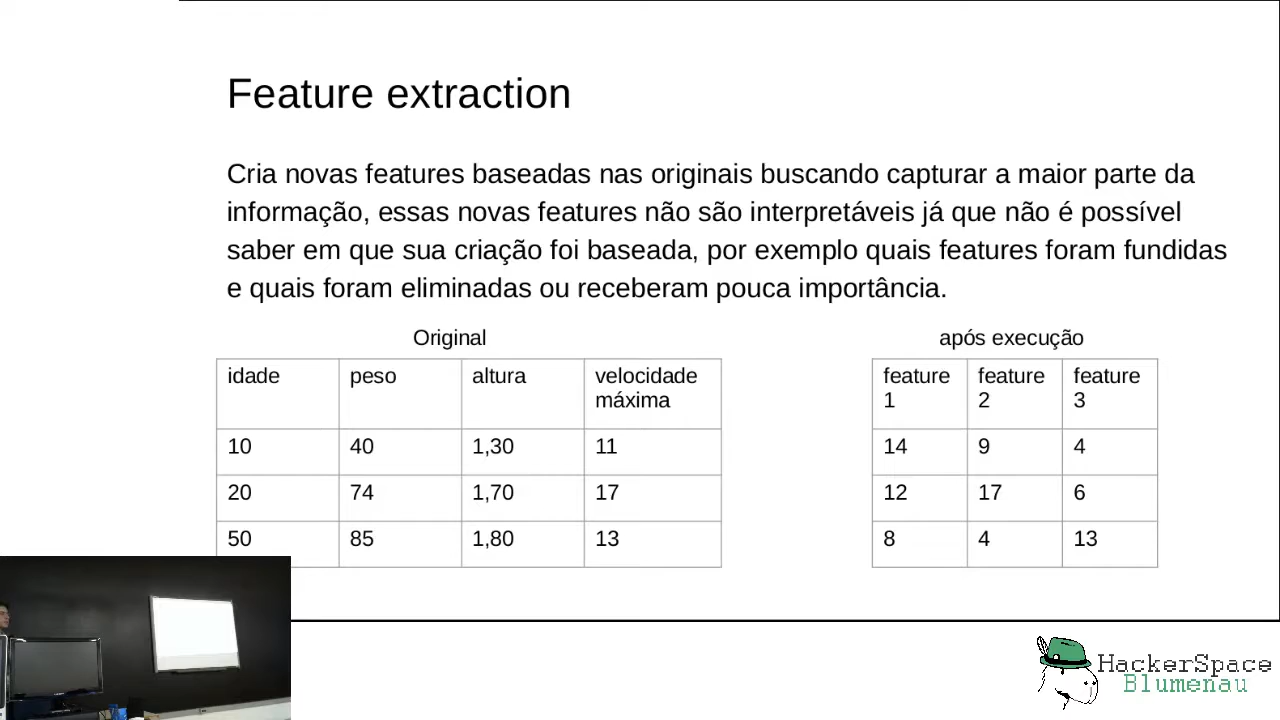 Feature extraction
Cria novas features baseadas nas originais buscando capturar a maior parte da
informação, essas novas features não são interpretáveis já que não é possível
saber em que sua criação foi baseada, por exemplo quais features foram fundidas
e quais foram eliminadas ou receberam pouca importância.
Original
idade peso altura velocidade máxima
10 40 1,30 11
20 74 1,70 17
50 85 1,80 13
após execução
feature 1 feature 2 feature 3
14 9 4
12 17 6
8 4 13
HackerSpace
Blumenau